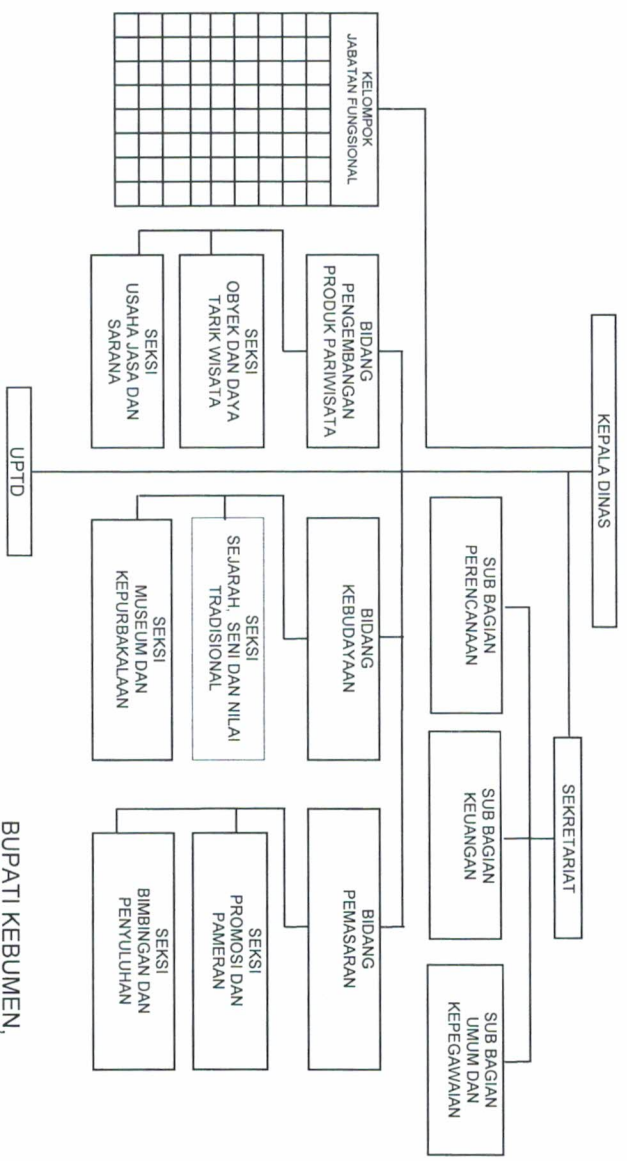 KEPALA DINAS
SEKRETARIAT
SUB BAGIAN
PERENCANAAN
SUB BAGIAN
KEUANGAN
SUB BAGIAN
UMUM DAN
KEPEGAWAIAN
KELOMPOK
JABATAN FUNGSIONAL
BIDANG
PENGEMBANGAN
PRODUK PARIWISATA
BIDANG
KEBUDAYAAN
BIDANG
PEMASARAN
SEKSI
OBYEK DAN DAYA
TARIK WISATA
SEKSI
SEJARAH, SENI DAN NILAI
TRADISIONAL
SEKSI
PROMOSI DAN
PAMERAN
SEKSI
USAHA JASA DAN
SARANA
SEKSI
MUSEUM DAN
KEPURBAKALAAN
SEKSI
BIMBINGAN DAN
PENYULUHAN
UPTD
BUPATI KEBUMEN,